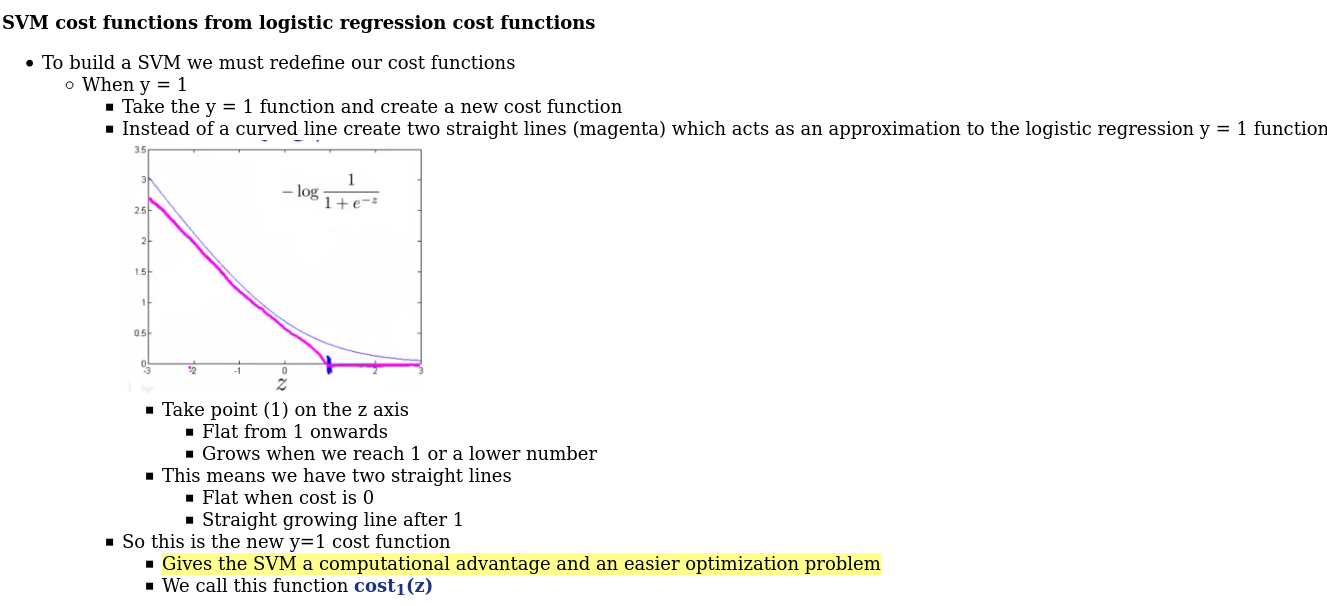 SVM cost functions from logistic regression cost functions
To build a SVM we must redefine our cost functions
When y = 1
Take the y = 1 function and create a new cost function
Instead of a curved line create two straight lines (magenta) which acts as an approximation to the logistic regression y = 1 function
3.5
3
2.5
2
1.5
1
0.5
0
− log 1 / 1 + e^−z
-3 -2 -1 0 2 3
z
Take point (1) on the z axis
Flat from 1 onwards
Grows when we reach 1 or a lower number
This means we have two straight lines
Flat when cost is 0
Straight growing line after 1
So this is the new y=1 cost function
Gives the SVM a computational advantage and an easier optimization problem
We call this function cost₁(z)